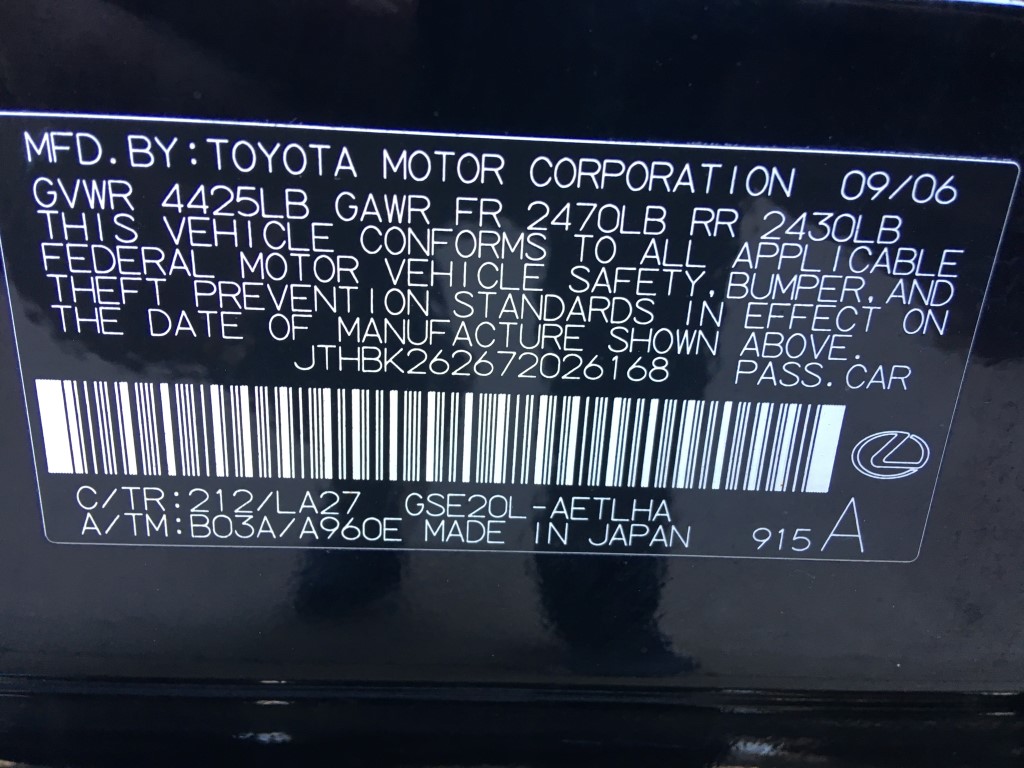 MFD.BY:TOYOTA MOTOR CORPORATION 09/06
GVWR 4425LB GAWR FR 2470LB RR 2430LB
THIS VEHICLE CONFORMS TO ALL APPLICABLE
FEDERAL MOTOR VEHICLE SAFETY,BUMPER,AND
THEFT PREVENTION STANDARDS IN EFFECT ON
THE DATE OF MANUFACTURE SHOWN ABOVE.
JTHBK262672026168 PASS.CAR
C/TR:212/LA27 GSE20L-AETLHA
A/TM:B03A/A960E MADE IN JAPAN 915 A